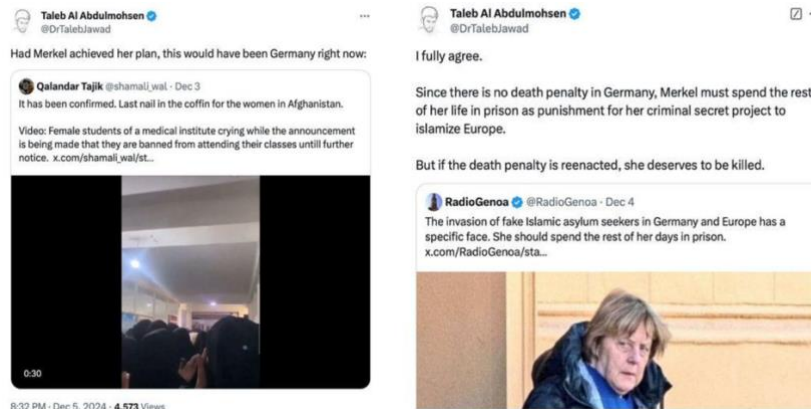 Taleb Al Abdulmohsen
@DrTalebJawad
Had Merkel achieved her plan, this would have been Germany right now:
Qalandar Tajik @shamali_wal · Dec 3
It has been confirmed. Last nail in the coffin for the women in Afghanistan.
Video: Female students of a medical institute crying while the announcement
is being made that they are banned from attending their classes untill further
notice. x.com/shamali_wal/st...
0:30
8:32 PM · Dec 5, 2024 · 4,573 Views
Taleb Al Abdulmohsen
@DrTalebJawad
I fully agree.
Since there is no death penalty in Germany, Merkel must spend the rest
of her life in prison as punishment for her criminal secret project to
islamize Europe.
But if the death penalty is reenacted, she deserves to be killed.
RadioGenoa @RadioGenoa · Dec 4
The invasion of fake Islamic asylum seekers in Germany and Europe has a
specific face. She should spend the rest of her days in prison.
x.com/RadioGenoa/sta...